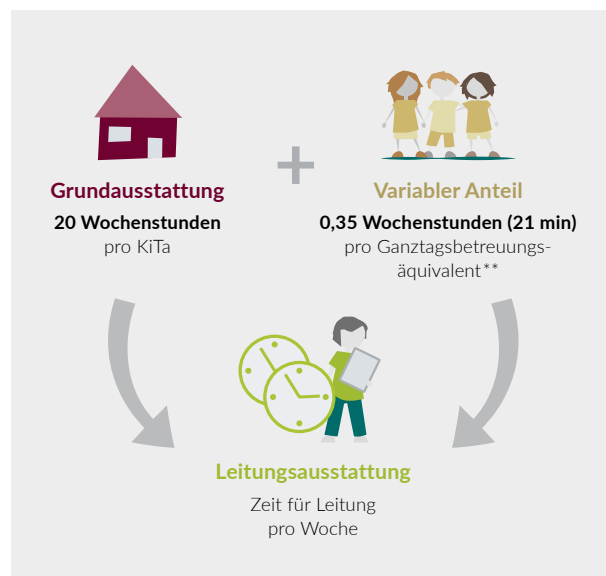 Grundausstattung
20 Wochenstunden
pro KiTa
+
Variabler Anteil
0,35 Wochenstunden (21 min)
pro Ganztagsbetreuungs-
äquivalent**
Leitungsausstattung
Zeit für Leitung
pro Woche